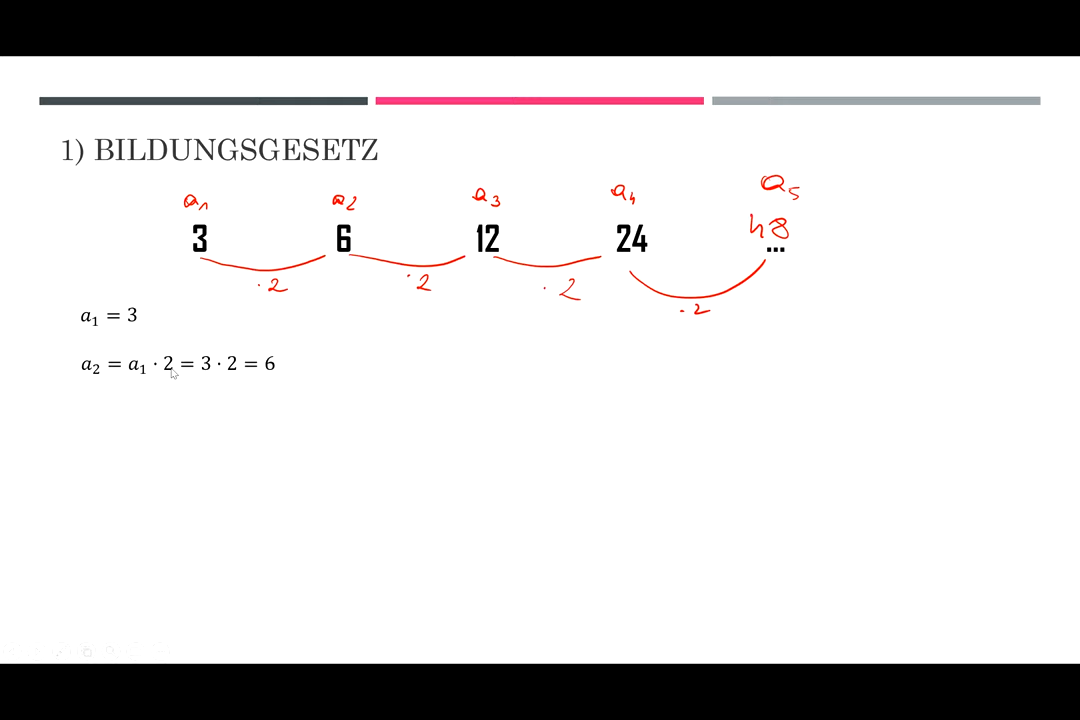 1) BILDUNGSGESETZ
a₁ a₂ a₃ a₄ a₅
3 6 12 24 48 ...
· 2 · 2 · 2 · 2
a₁ = 3
a₂ = a₁ · 2 = 3 · 2 = 6